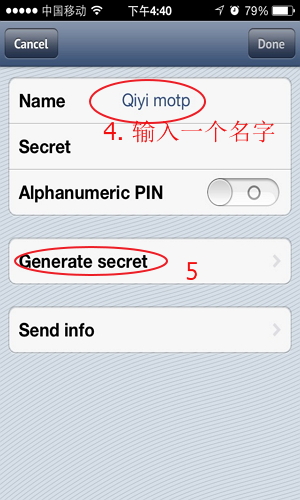 中国移动 下午4:40 79%
Cancel Done
Name Qiyi motp
4. 输入一个名字
Secret
Alphanumeric PIN
Generate secret
5
Send info